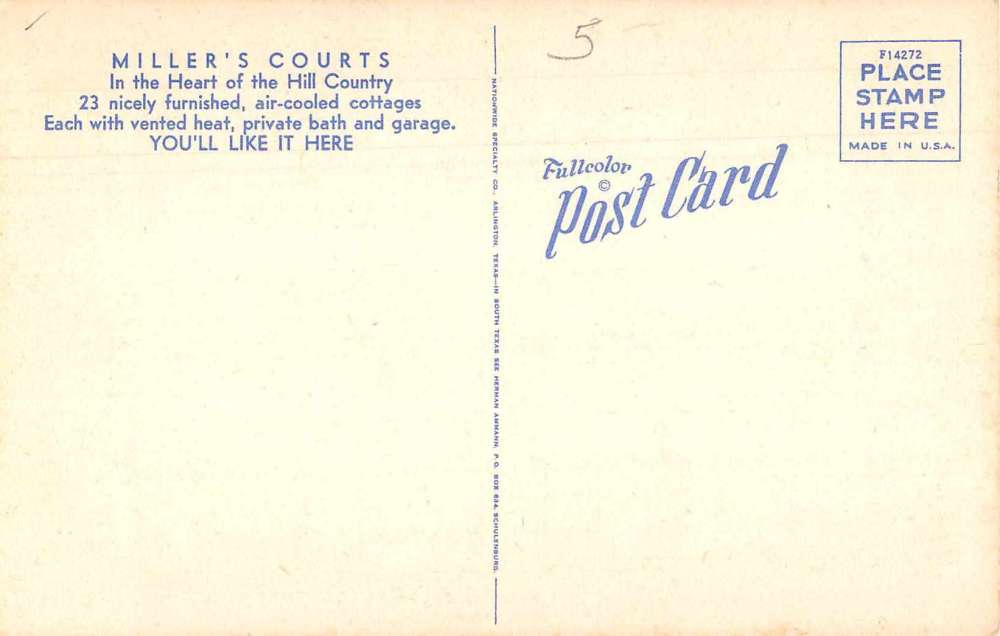 MILLER'S COURTS
In the Heart of the Hill Country
23 nicely furnished, air-cooled cottages
Each with vented heat, private bath and garage.
YOU'LL LIKE IT HERE
NATIONWIDE SPECIALTY CO., ARLINGTON, TEXAS—IN SOUTH TEXAS SEE HERMAN AMMANN, P. O. BOX 634, SCHULENBURG.
5
Fullcolor
©
Post Card
F14272
PLACE
STAMP
HERE
MADE IN U.S.A.